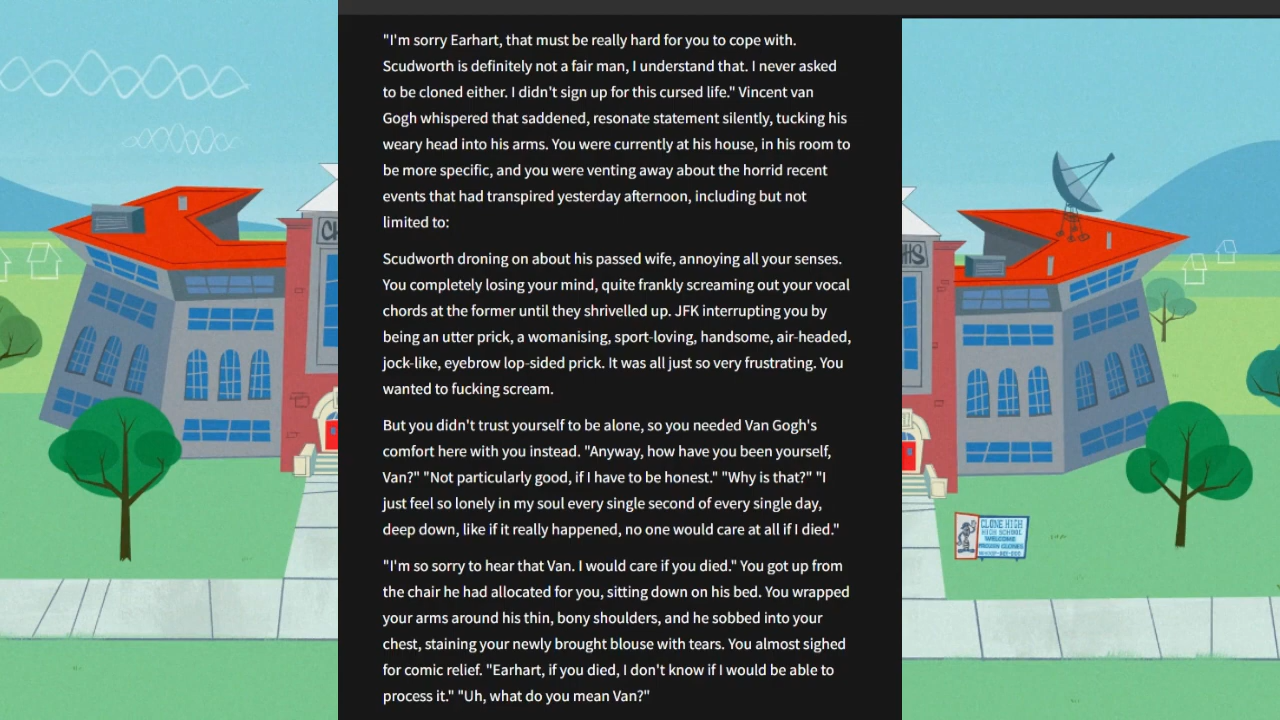 "I'm sorry Earhart, that must be really hard for you to cope with.
Scudworth is definitely not a fair man, I understand that. I never asked
to be cloned either. I didn't sign up for this cursed life." Vincent van
Gogh whispered that saddened, resonate statement silently, tucking his
weary head into his arms. You were currently at his house, in his room to
be more specific, and you were venting away about the horrid recent
events that had transpired yesterday afternoon, including but not
limited to:
Scudworth droning on about his passed wife, annoying all your senses.
You completely losing your mind, quite frankly screaming out your vocal
chords at the former until they shrivelled up. JFK interrupting you by
being an utter prick, a womanising, sport-loving, handsome, air-headed,
jock-like, eyebrow lop-sided prick. It was all just so very frustrating. You
wanted to fucking scream.
But you didn't trust yourself to be alone, so you needed Van Gogh's
comfort here with you instead. "Anyway, how have you been yourself,
Van?" "Not particularly good, if I have to be honest." "Why is that?" "I
just feel so lonely in my soul every single second of every single day,
deep down, like if it really happened, no one would care at all if I died."
"I'm so sorry to hear that Van. I would care if you died." You got up from
the chair he had allocated for you, sitting down on his bed. You wrapped
your arms around his thin, bony shoulders, and he sobbed into your
chest, staining your newly brought blouse with tears. You almost sighed
for comic relief. "Earhart, if you died, I don't know if I would be able to
process it." "Uh, what do you mean Van?"
CLONE HIGH
HIGH SCHOOL
WELCOME